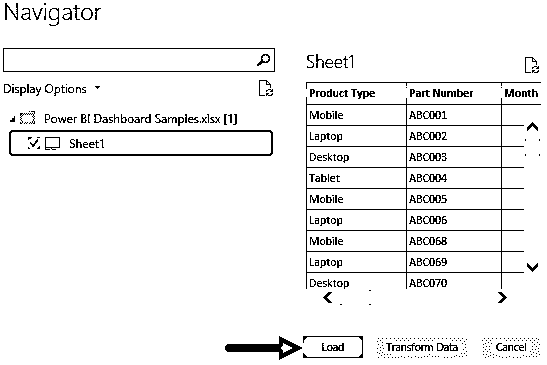 Navigator
Display Options
Power BI Dashboard Samples.xlsx [1]
Sheet1
Sheet1
Product Type Part Number Month
Mobile ABC001
Laptop ABC002
Desktop ABC003
Tablet ABC004
Mobile ABC005
Laptop ABC006
Mobile ABC068
Laptop ABC069
Desktop ABC070
Load Transform Data Cancel